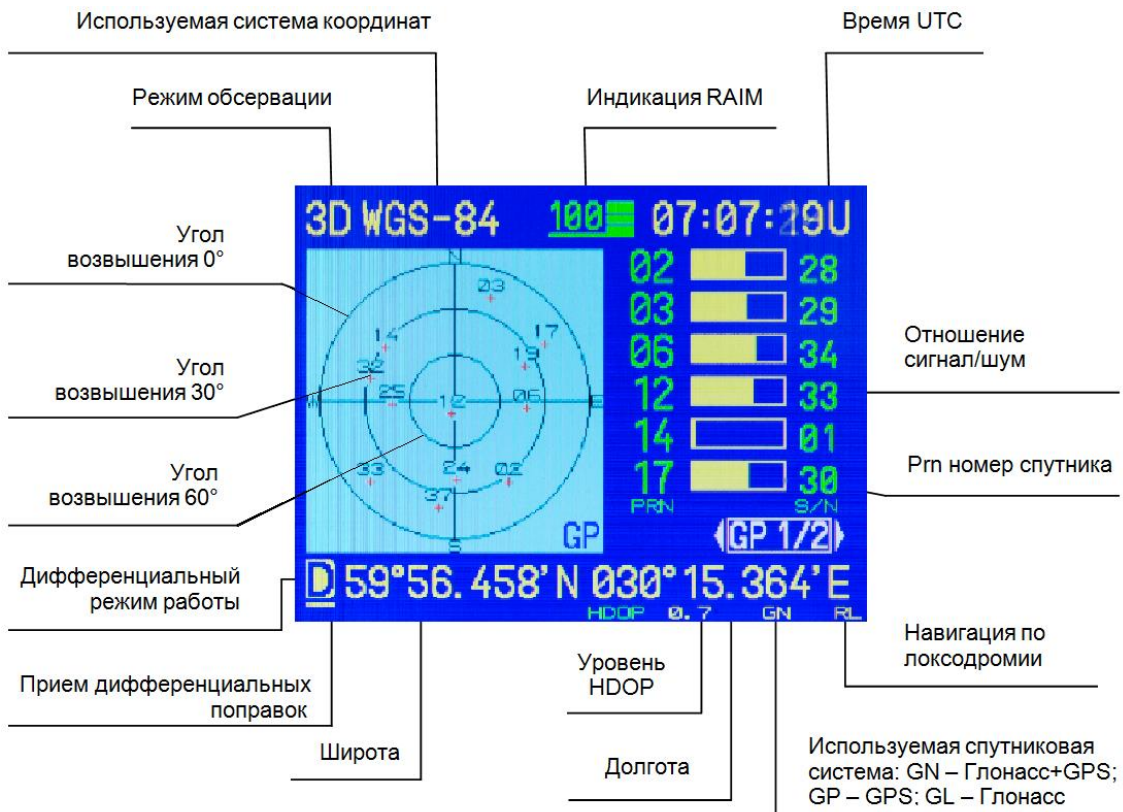 Используемая система координат
Время UTC
Режим обсервации
Индикация RAIM
3D WGS-84 100 07:07:29U
Угол
возвышения 0°
Угол
возвышения 30°
Угол
возвышения 60°
N
03
14
17
19
32
25
12
06
E
33
24
02
37
S
GP
02 28
03 29
06 34
12 33
14 01
17 30
PRN S/N
GP 1/2
Отношение
сигнал/шум
Prn номер спутника
D 59°56.458'N 030°15.364'E
HDOP 0.7 GN RL
Дифференциальный
режим работы
Прием дифференциальных
поправок
Широта
Уровень
HDOP
Долгота
Навигация по
локсодромии
Используемая спутниковая
система: GN – Глонасс+GPS;
GP – GPS; GL – Глонасс